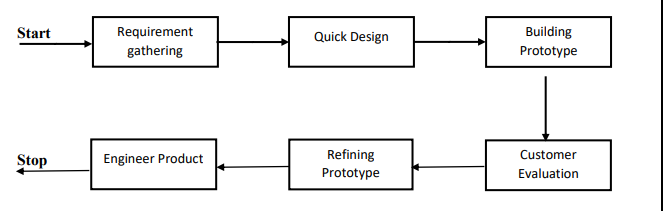 Start
Requirement
gathering
Quick Design
Building
Prototype
Stop
Engineer Product
Refining
Prototype
Customer
Evaluation